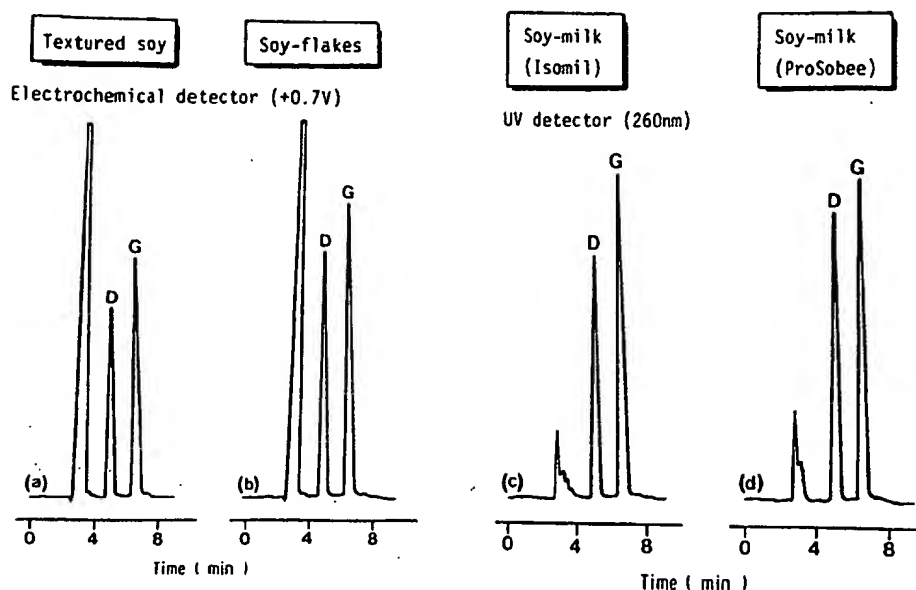 Textured soy
Soy-flakes
Soy-milk
(Isomil)
Soy-milk
(ProSobee)
Electrochemical detector (+0.7V)
UV detector (260nm)
D
G
D
G
D
G
D
G
(a)
(b)
(c)
(d)
0 4 8
0 4 8
0 4 8
0 4 8
Time ( min )
Time ( min )